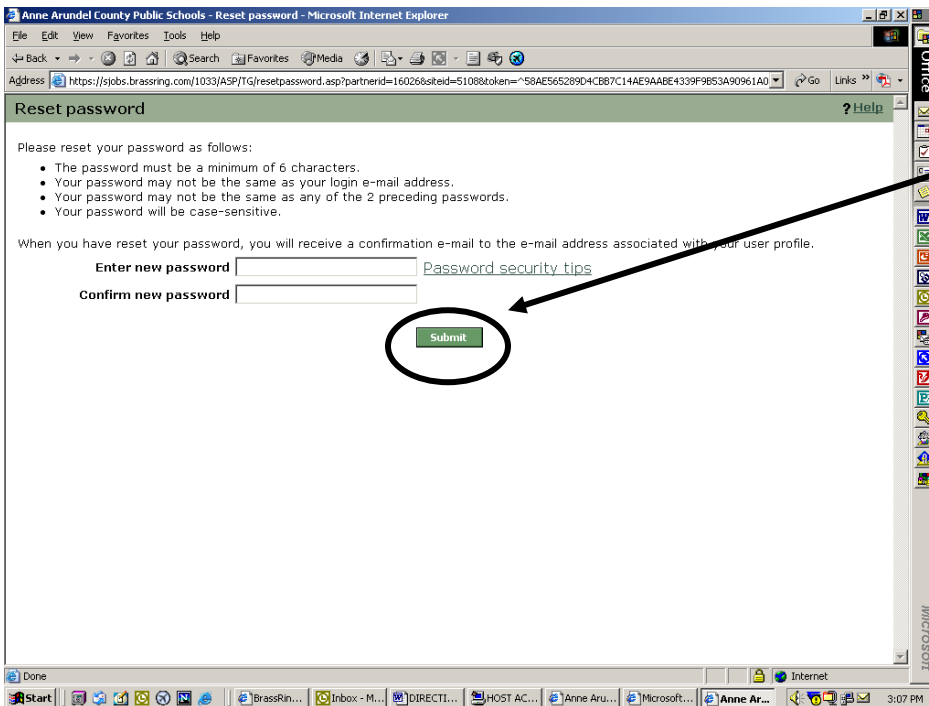 Anne Arundel County Public Schools - Reset password - Microsoft Internet Explorer
File Edit View Favorites Tools Help
Back Search Favorites Media
Address https://sjobs.brassring.com/1033/ASP/TG/resetpassword.asp?partnerid=16026&siteid=5108&token=^58AE565289D4CBB7C14AE9AABE4339F9B53A90961A0 Go Links »
Office
Reset password ? Help
Please reset your password as follows:
• The password must be a minimum of 6 characters.
• Your password may not be the same as your login e-mail address.
• Your password may not be the same as any of the 2 preceding passwords.
• Your password will be case-sensitive.
When you have reset your password, you will receive a confirmation e-mail to the e-mail address associated with your user profile.
Enter new password Password security tips
Confirm new password
Submit
Microsoft
Done Internet
Start BrassRin... Inbox - M... DIRECTI... HOST AC... Anne Aru... Microsoft... Anne Ar... 3:07 PM